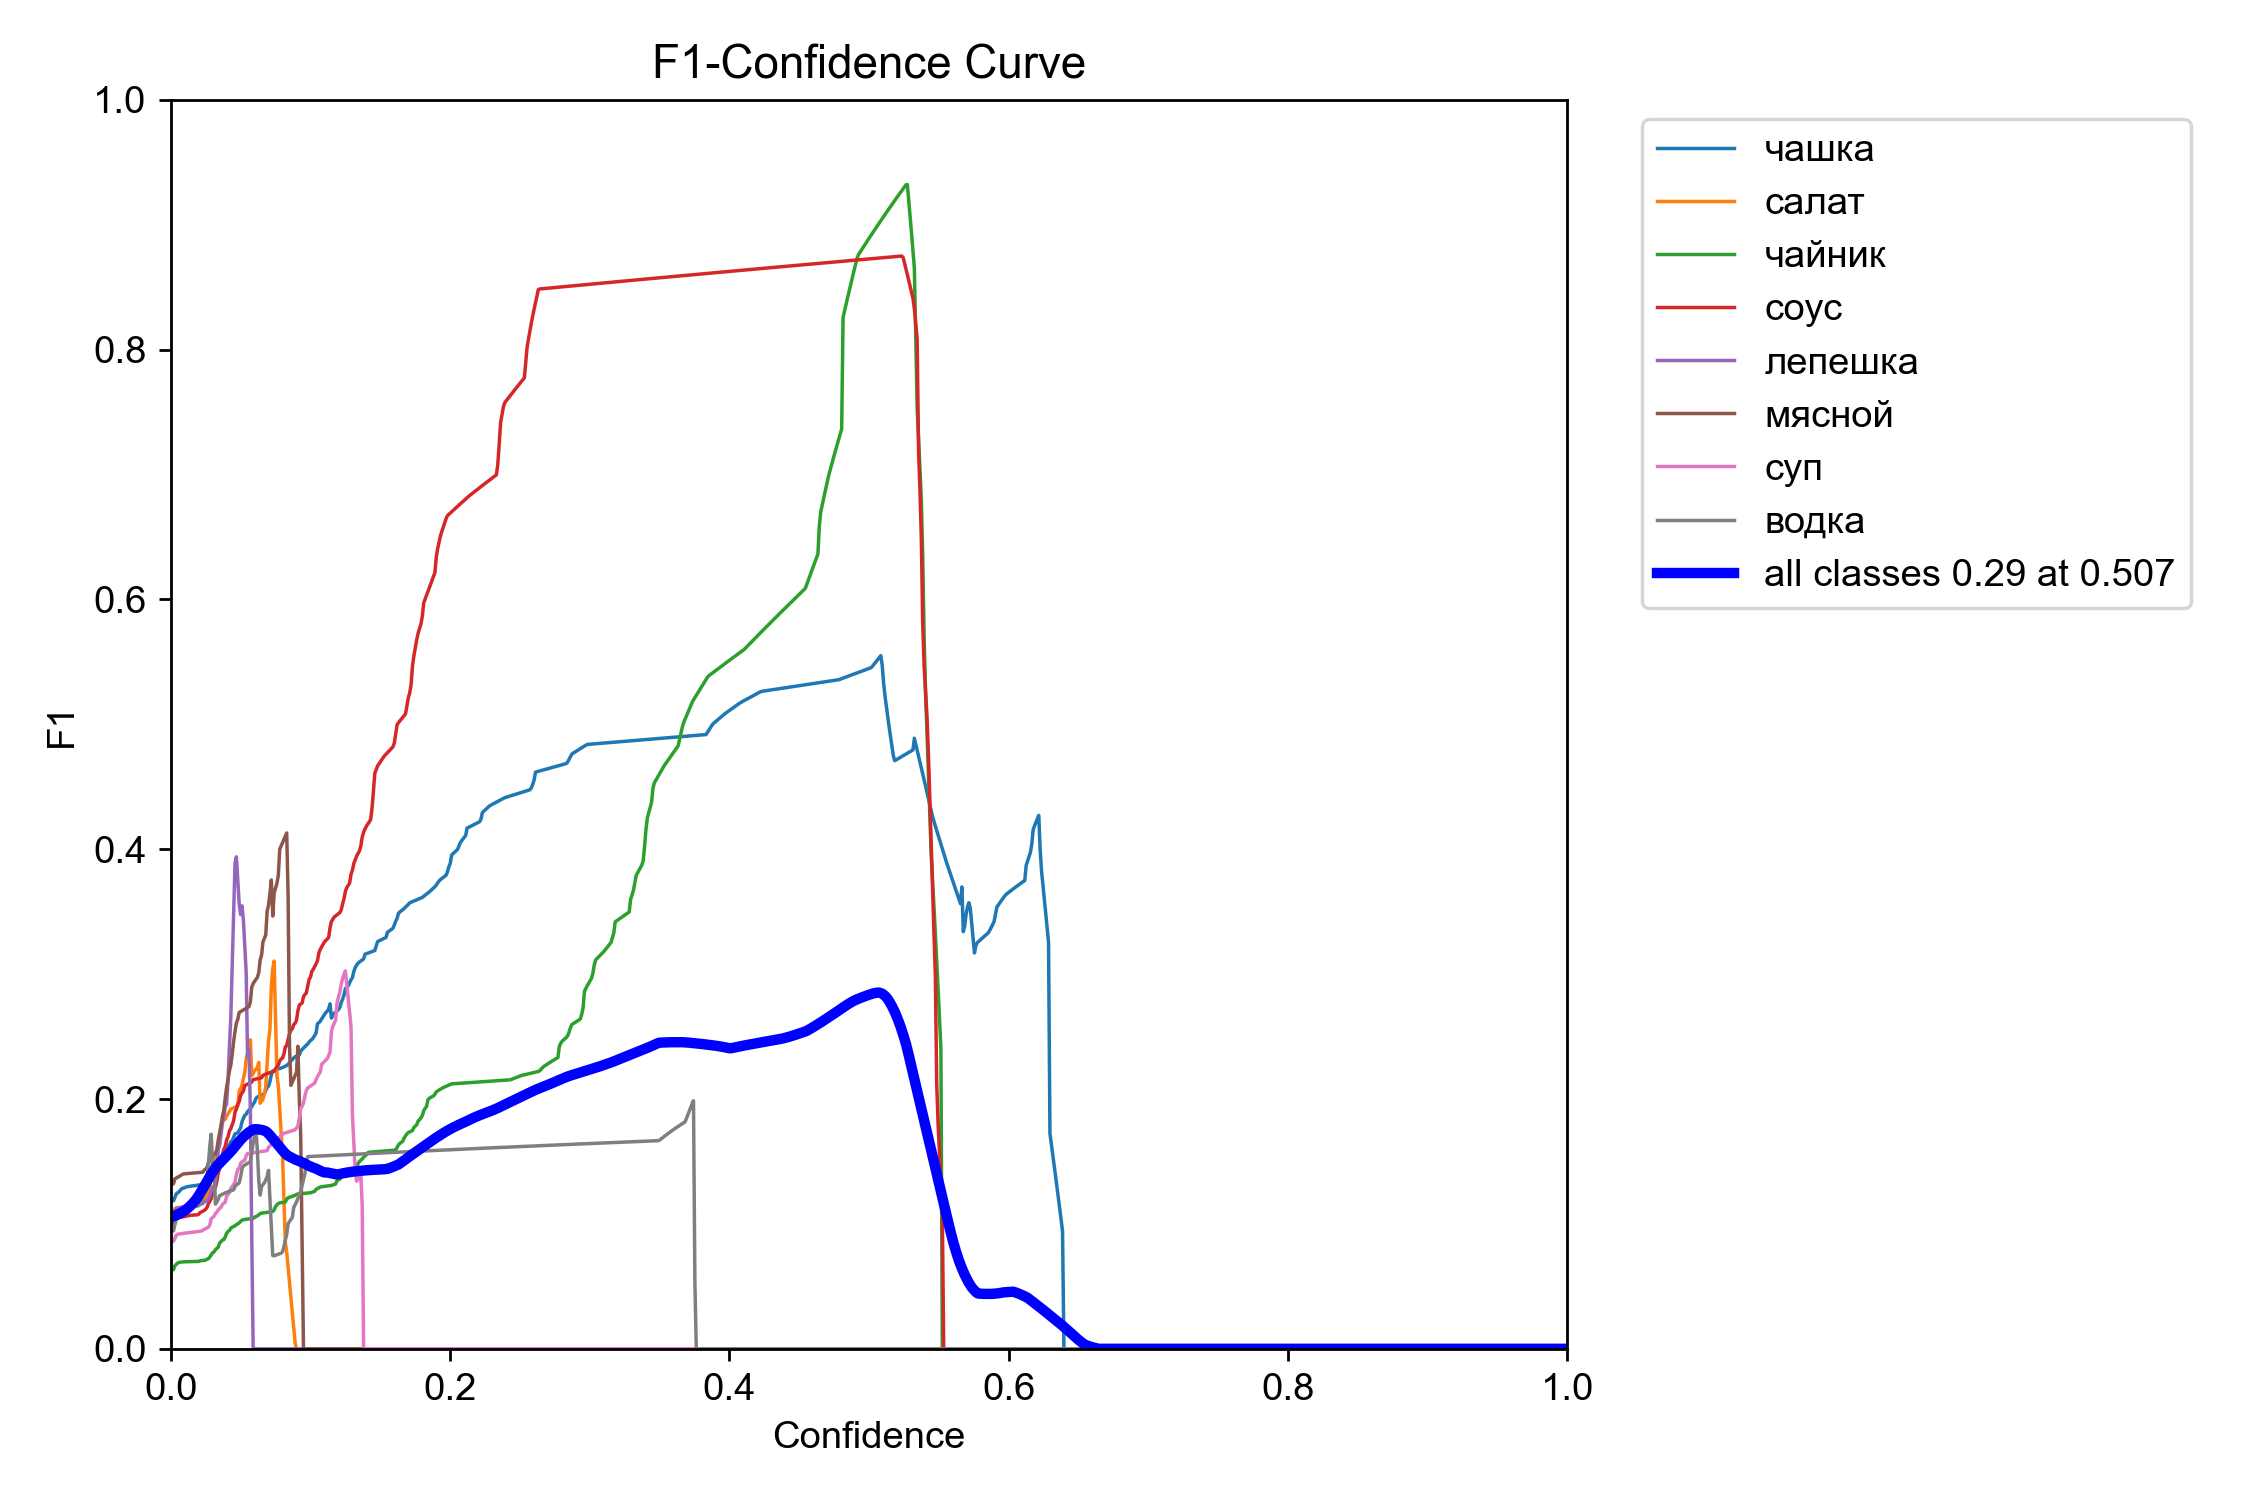 F1-Confidence Curve
1.0
0.8
0.6
0.4
0.2
0.0
F1
0.0 0.2 0.4 0.6 0.8 1.0
Confidence
чашка
салат
чайник
соус
лепешка
мясной
суп
водка
all classes 0.29 at 0.507